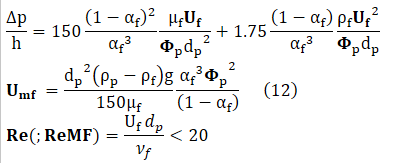 Δp/h = 150 (1 − α_f)²/α_f³ μ_f U_f/Φ_p d_p² + 1.75 (1 − α_f)/α_f³ ρ_f U_f²/Φ_p d_p
U_mf = d_p²(ρ_p − ρ_f)g/150μ_f α_f³Φ_p²/(1 − α_f) (12)
Re(; ReMF) = U_f d_p/ν_f < 20